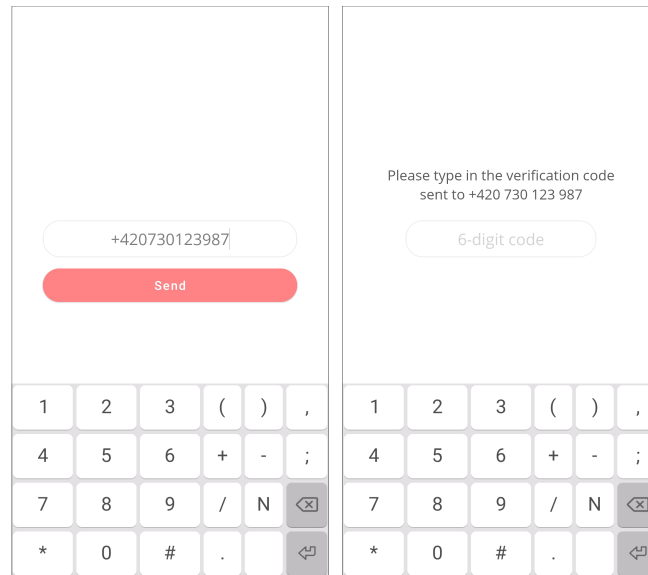 +420730123987
Send
1 2 3 ( ) ,
4 5 6 + - ;
7 8 9 / N
* 0 # .
Please type in the verification code
sent to +420 730 123 987
6-digit code
1 2 3 ( ) ,
4 5 6 + - ;
7 8 9 / N
* 0 # .